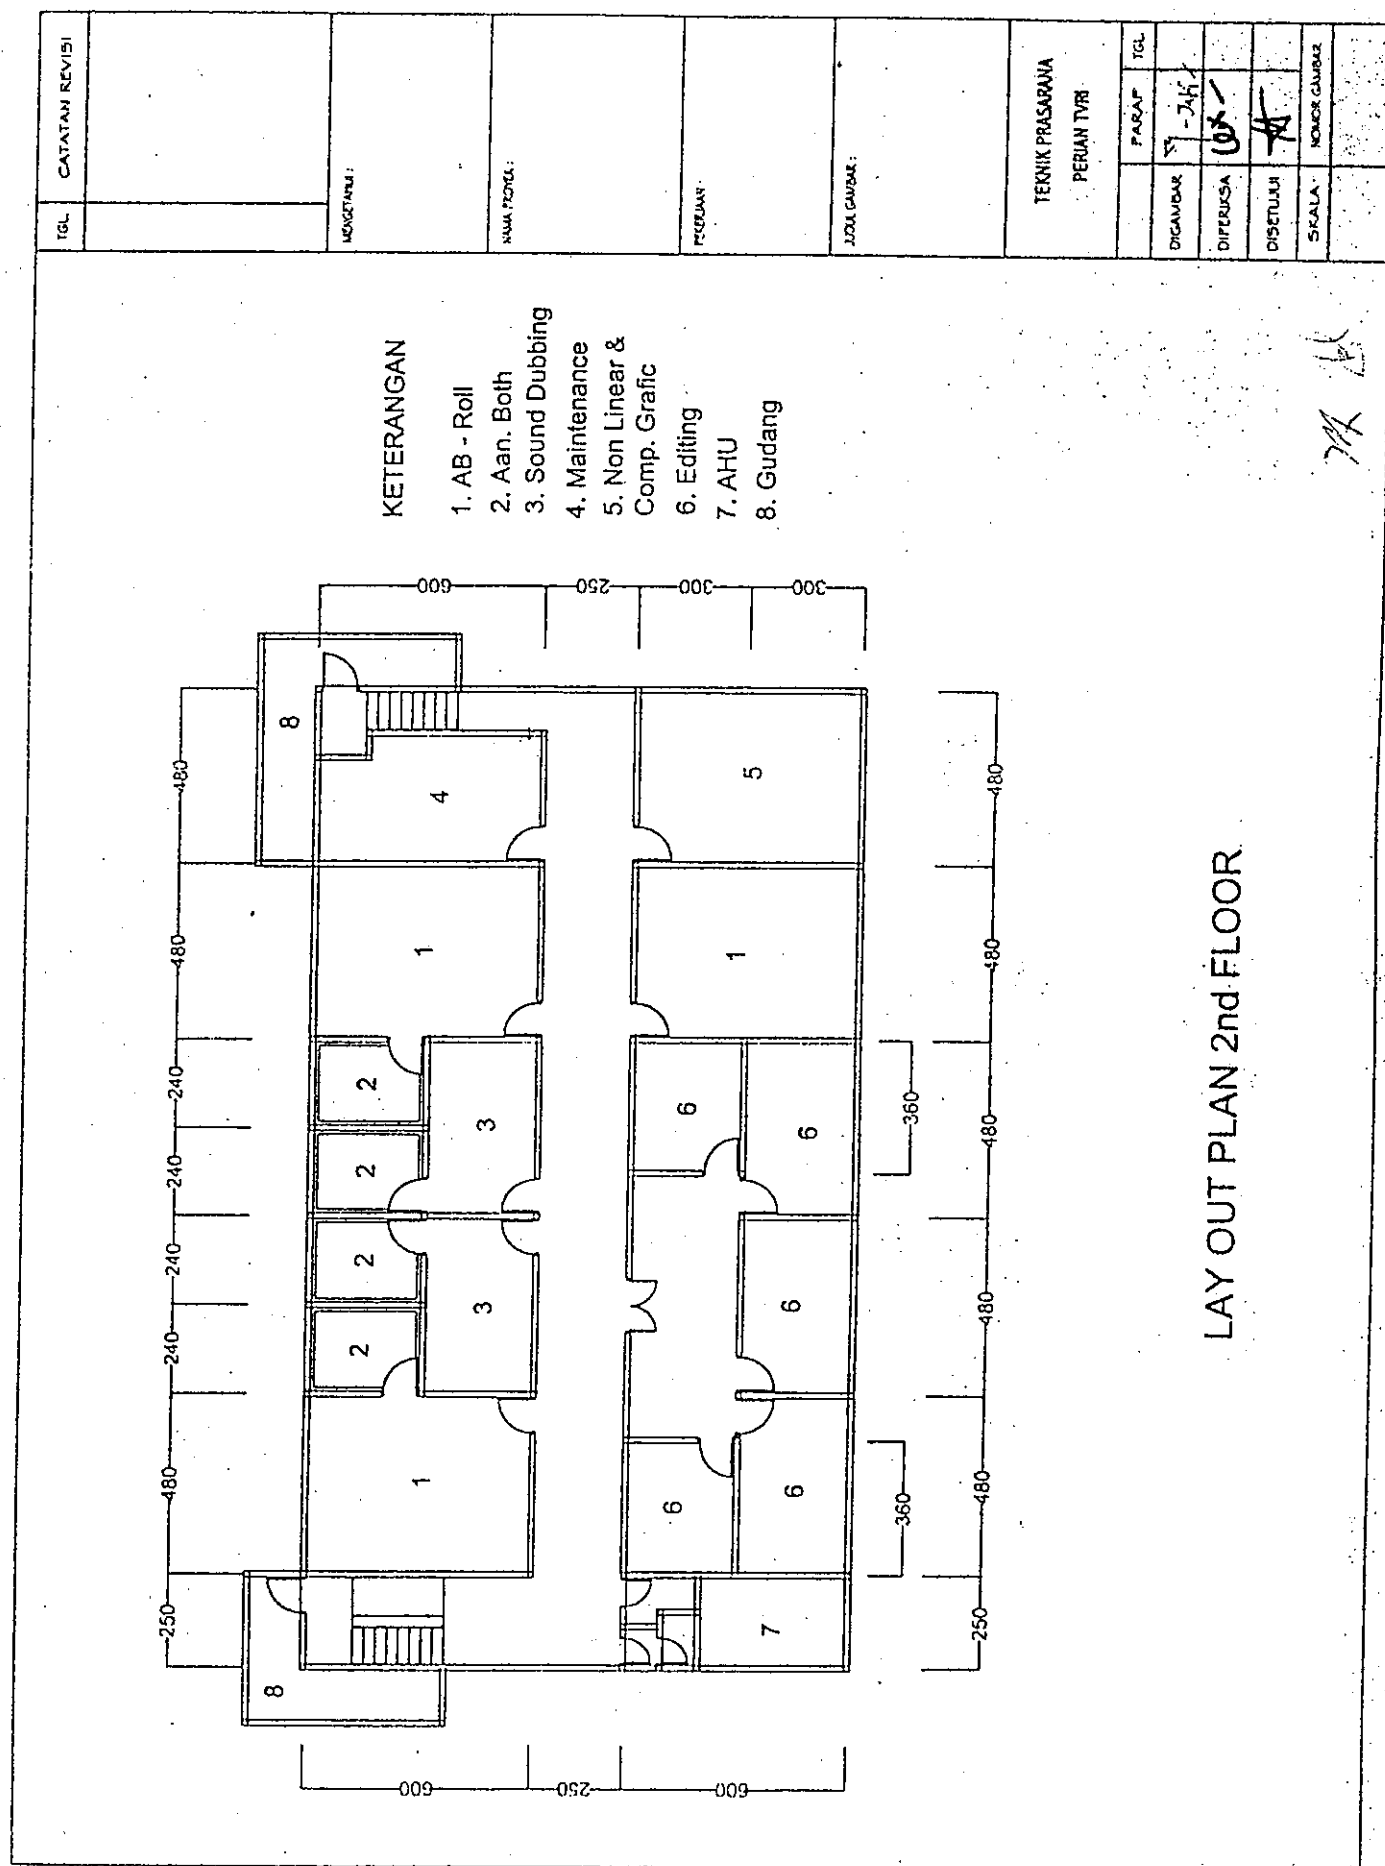 TGL.
CATATAN REVISI
MENGETAHUI :
NAMA PROYEK :
PEKERJAAN :
JUDUL GAMBAR :
TEKNIK PRASARANA
PERJAN TVRI
PARAF
TGL
DIGAMBAR
DIPERIKSA
DISETUJUI
SKALA
NOMOR GAMBAR
KETERANGAN
1. AB - Roll
2. Aan. Both
3. Sound Dubbing
4. Maintenance
5. Non Linear &
Comp. Grafic
6. Editing
7. AHU
8. Gudang
250
480
240
240
240
240
480
480
600
250
300
300
8
8
1
2
2
2
2
1
4
3
3
6
6
1
5
7
6
6
6
360
360
250
480
480
480
480
480
600
250
600
LAY OUT PLAN 2nd FLOOR